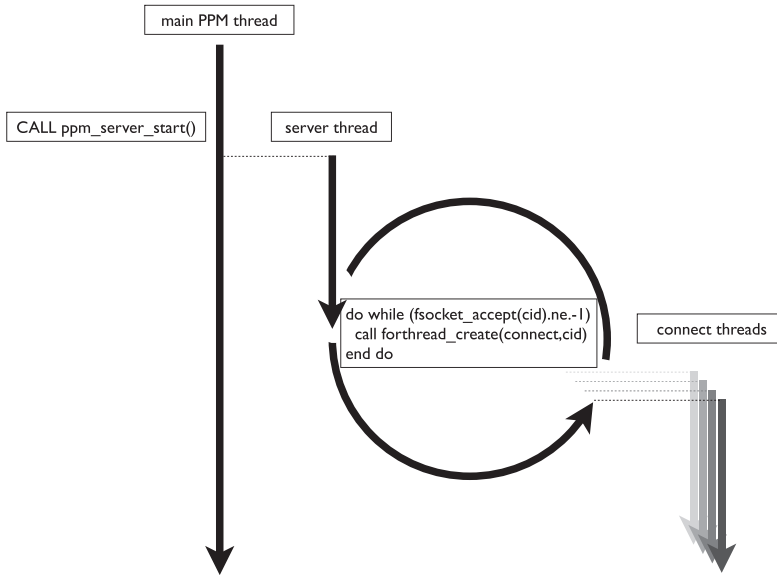 main PPM thread
CALL ppm_server_start()
server thread
do while (fsocket_accept(cid).ne.-1)
call forthread_create(connect,cid)
end do
connect threads